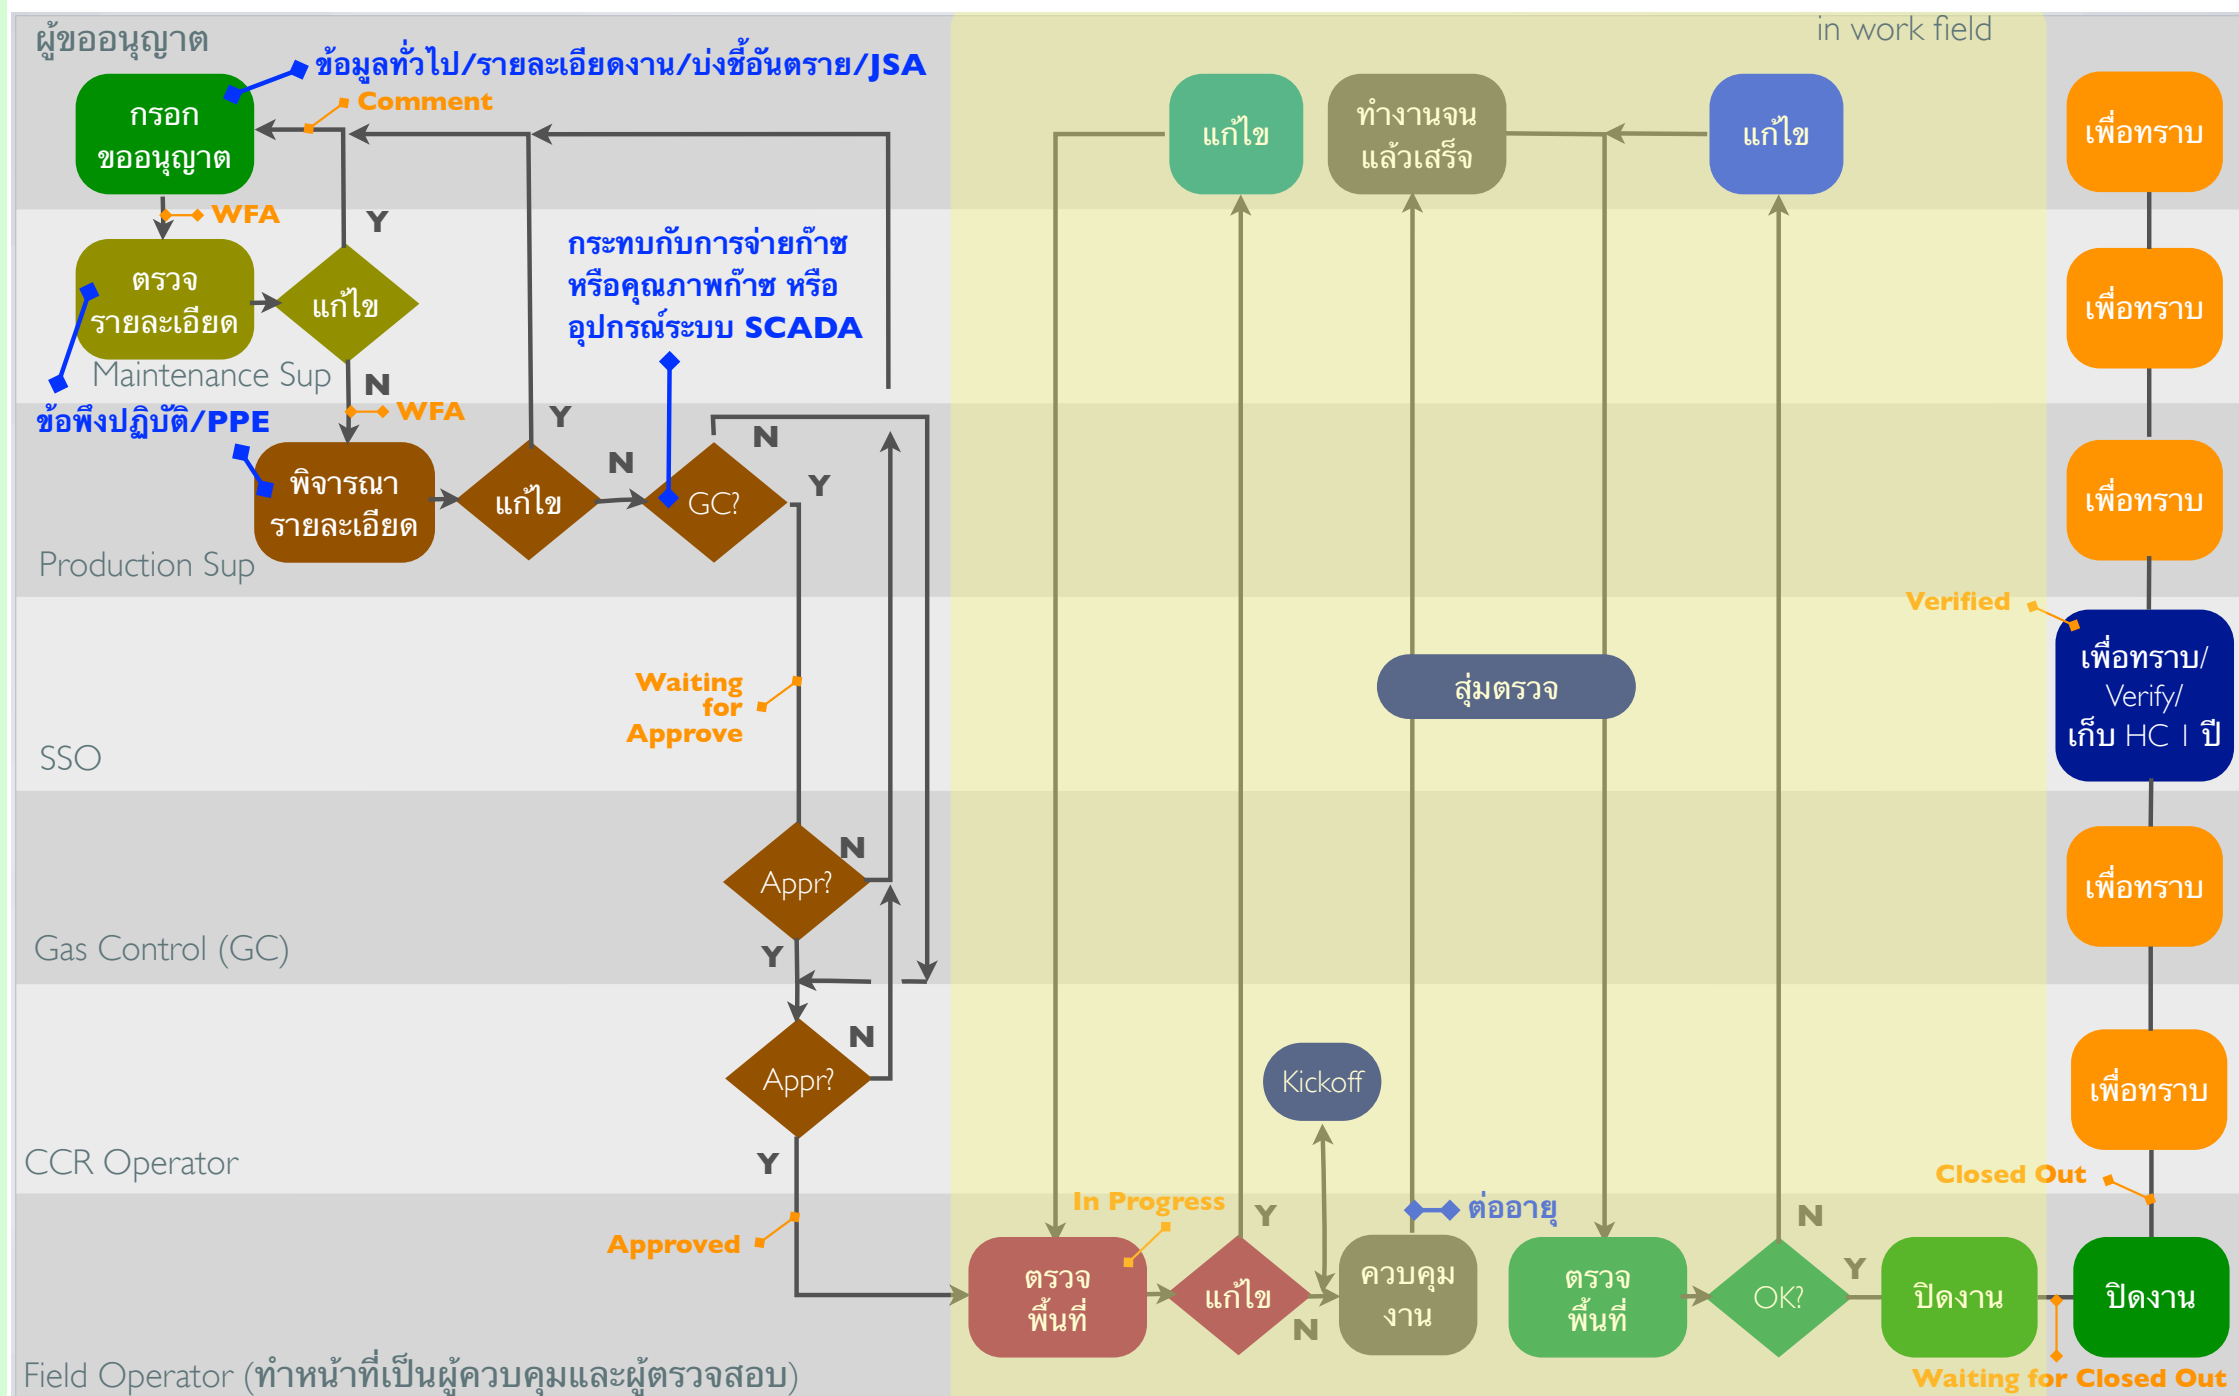 ผู้ขออนุญาต
in work field
ข้อมูลทั่วไป/รายละเอียดงาน/บ่งชี้อันตราย/JSA
Comment
กรอก
ขออนุญาต
แก้ไข
ทำงานจน
แล้วเสร็จ
แก้ไข
เพื่อทราบ
WFA
Y
ตรวจ
รายละเอียด
แก้ไข
กระทบกับการจ่ายก๊าซ
หรือคุณภาพก๊าซ หรือ
อุปกรณ์ระบบ SCADA
เพื่อทราบ
Maintenance Sup
N
WFA
ข้อพึงปฏิบัติ/PPE
Y
N
พิจารณา
รายละเอียด
แก้ไข
N
GC?
Y
เพื่อทราบ
Production Sup
Verified
Waiting
for
Approve
สุ่มตรวจ
เพื่อทราบ/
Verify/
เก็บ HC 1 ปี
SSO
N
Appr?
เพื่อทราบ
Gas Control (GC)
Y
N
Appr?
Kickoff
เพื่อทราบ
CCR Operator
Y
Closed Out
In Progress
Y
ต่ออายุ
N
Approved
ตรวจ
พื้นที่
แก้ไข
N
ควบคุม
งาน
ตรวจ
พื้นที่
OK?
Y
ปิดงาน
ปิดงาน
Field Operator (ทำหน้าที่เป็นผู้ควบคุมและผู้ตรวจสอบ)
Waiting for Closed Out